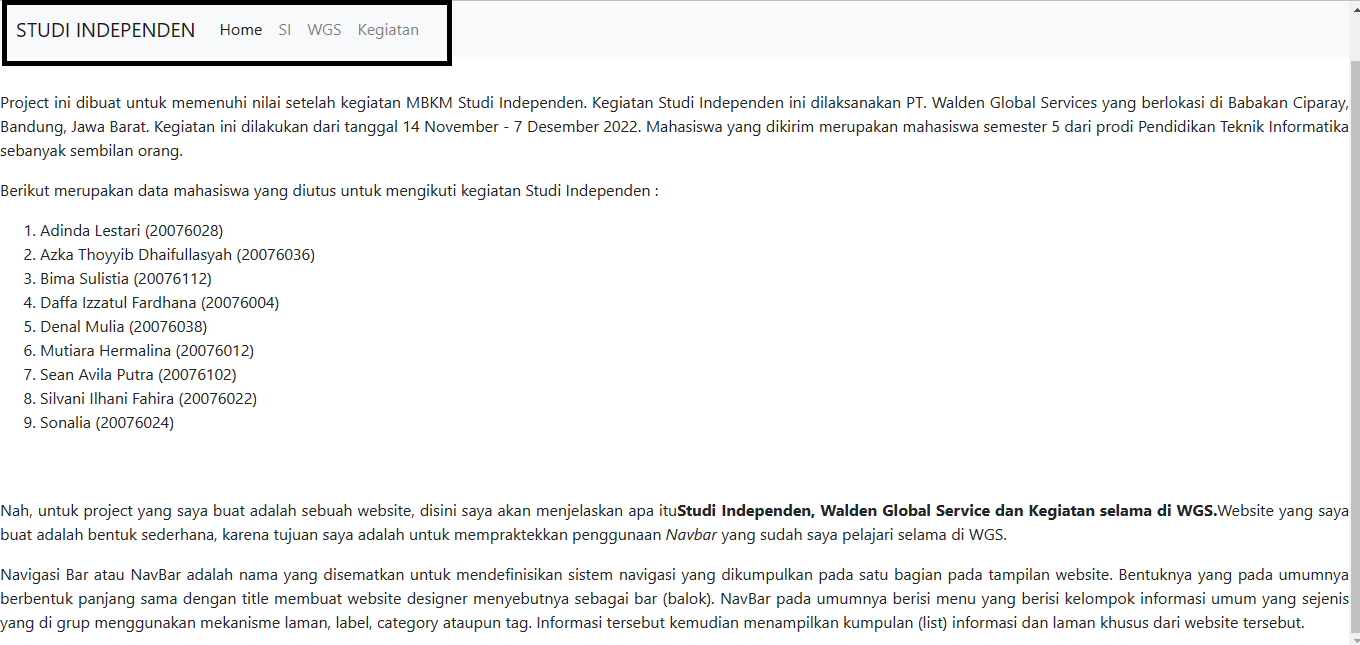 STUDI INDEPENDEN Home SI WGS Kegiatan
Project ini dibuat untuk memenuhi nilai setelah kegiatan MBKM Studi Independen. Kegiatan Studi Independen ini dilaksanakan PT. Walden Global Services yang berlokasi di Babakan Ciparay,
Bandung, Jawa Barat. Kegiatan ini dilakukan dari tanggal 14 November - 7 Desember 2022. Mahasiswa yang dikirim merupakan mahasiswa semester 5 dari prodi Pendidikan Teknik Informatika
sebanyak sembilan orang.
Berikut merupakan data mahasiswa yang diutus untuk mengikuti kegiatan Studi Independen :
1. Adinda Lestari (20076028)
2. Azka Thoyyib Dhaifullasyah (20076036)
3. Bima Sulistia (20076112)
4. Daffa Izzatul Fardhana (20076004)
5. Denal Mulia (20076038)
6. Mutiara Hermalina (20076012)
7. Sean Avila Putra (20076102)
8. Silvani Ilhani Fahira (20076022)
9. Sonalia (20076024)
Nah, untuk project yang saya buat adalah sebuah website, disini saya akan menjelaskan apa ituStudi Independen, Walden Global Service dan Kegiatan selama di WGS.Website yang saya
buat adalah bentuk sederhana, karena tujuan saya adalah untuk mempraktekkan penggunaan Navbar yang sudah saya pelajari selama di WGS.
Navigasi Bar atau NavBar adalah nama yang disematkan untuk mendefinisikan sistem navigasi yang dikumpulkan pada satu bagian pada tampilan website. Bentuknya yang pada umumnya
berbentuk panjang sama dengan title membuat website designer menyebutnya sebagai bar (balok). NavBar pada umumnya berisi menu yang berisi kelompok informasi umum yang sejenis
yang di grup menggunakan mekanisme laman, label, category ataupun tag. Informasi tersebut kemudian menampilkan kumpulan (list) informasi dan laman khusus dari website tersebut.